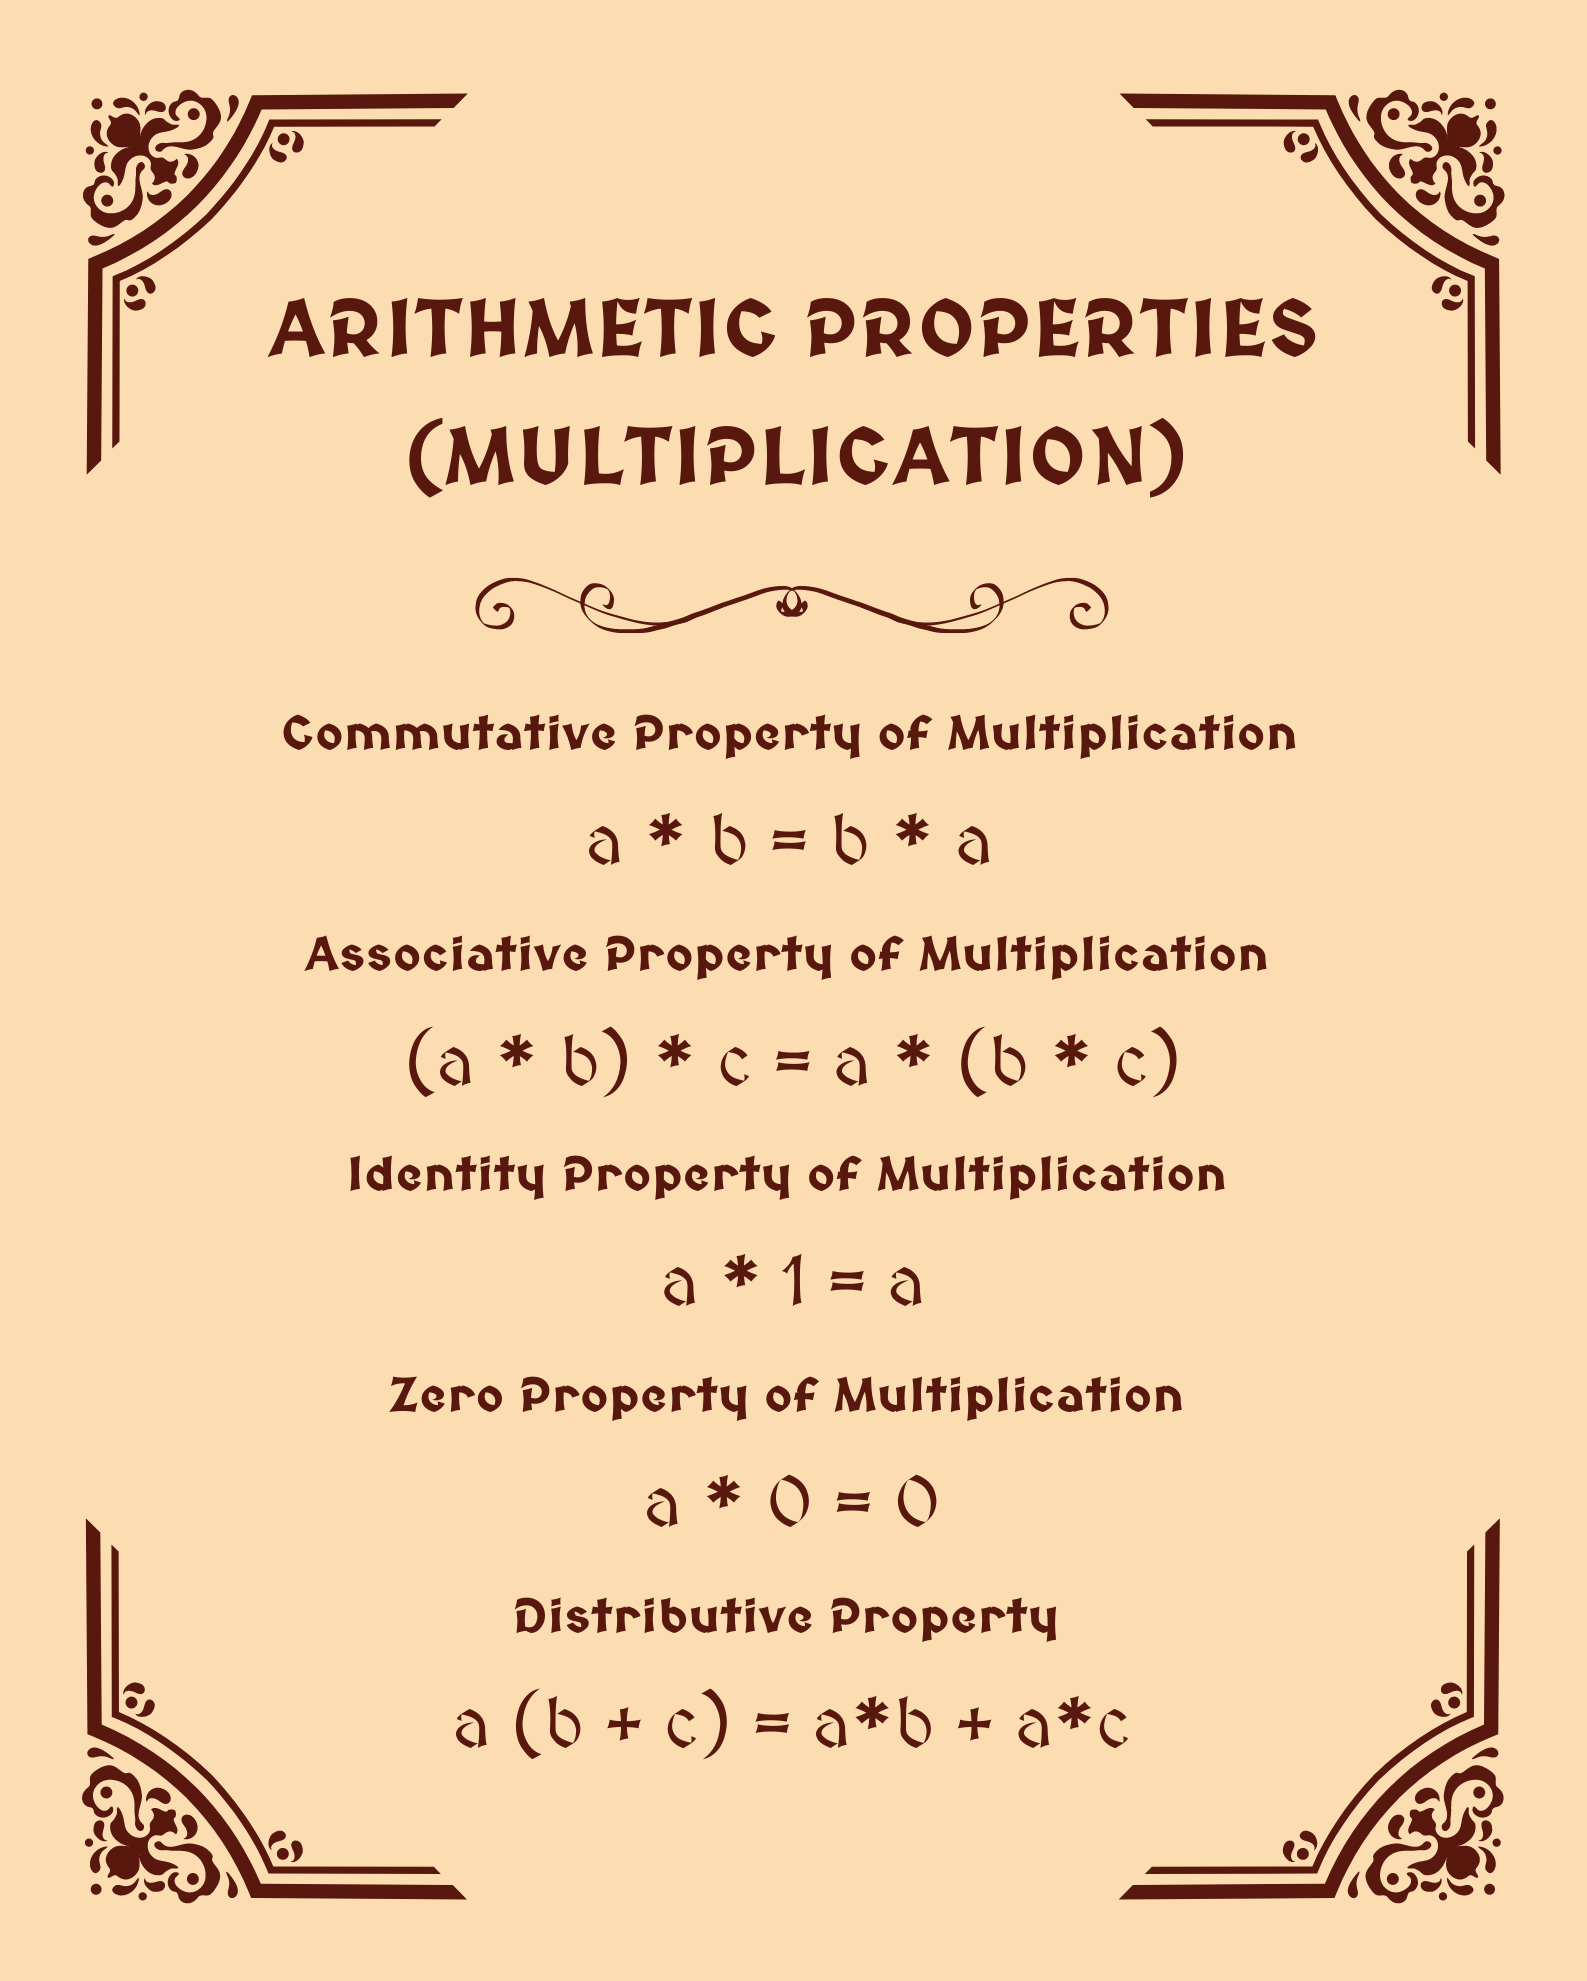 ARITHMETIC PROPERTIES
(MULTIPLICATION)
Commutative Property of Multiplication
a * b = b * a
Associative Property of Multiplication
(a * b) * c = a * (b * c)
Identity Property of Multiplication
a * 1 = a
Zero Property of Multiplication
a * 0 = 0
Distributive Property
a (b + c) = a*b + a*c